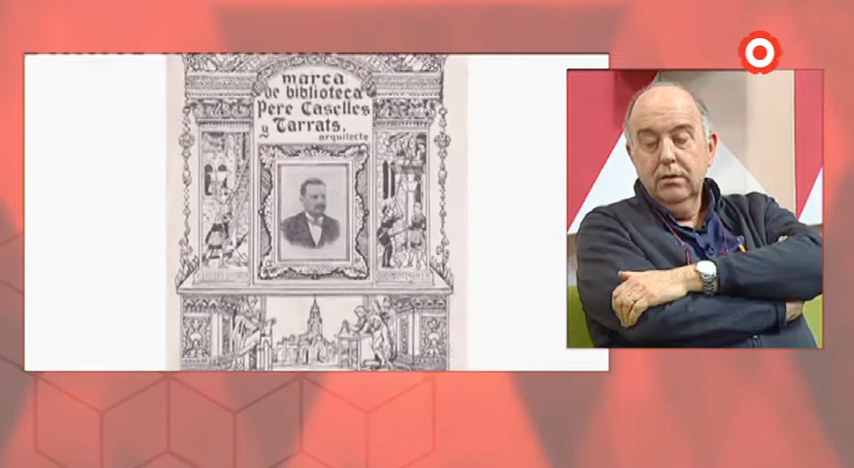 marca
de biblioteca
Pere Caselles
y Tarrats.
arquitecte